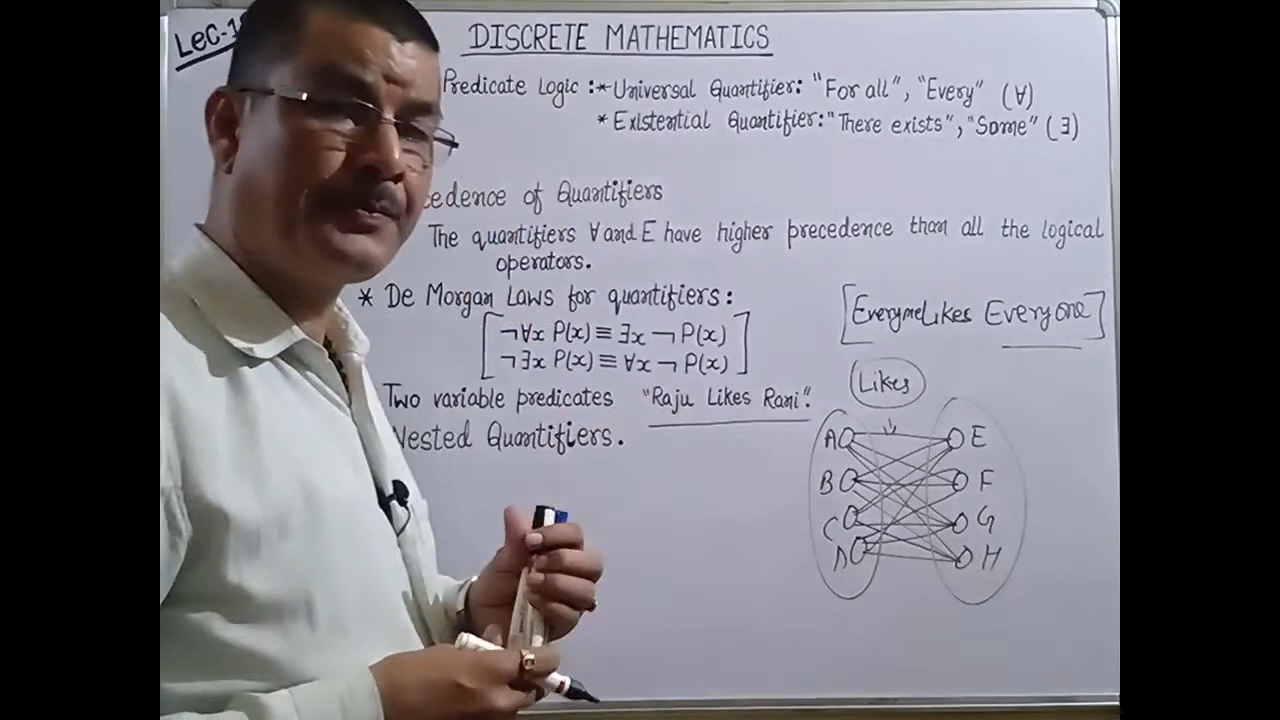 LeC-1
DISCRETE MATHEMATICS
Predicate Logic : * Universal Quantifier: "For all", "Every" (∀)
* Existential Quantifier: "There exists", "Some" (∃)
cedence of Quantifiers
The quantifiers ∀ and E have higher precedence than all the logical
operators.
* De Morgan Laws for quantifiers:
¬∀x P(x) ≡ ∃x ¬ P(x)
¬∃x P(x) ≡ ∀x ¬ P(x)
[Everyone Likes Everyone]
Likes
Two variable predicates "Raju Likes Rani".
Nested Quantifiers.
A E
B F
C G
D H